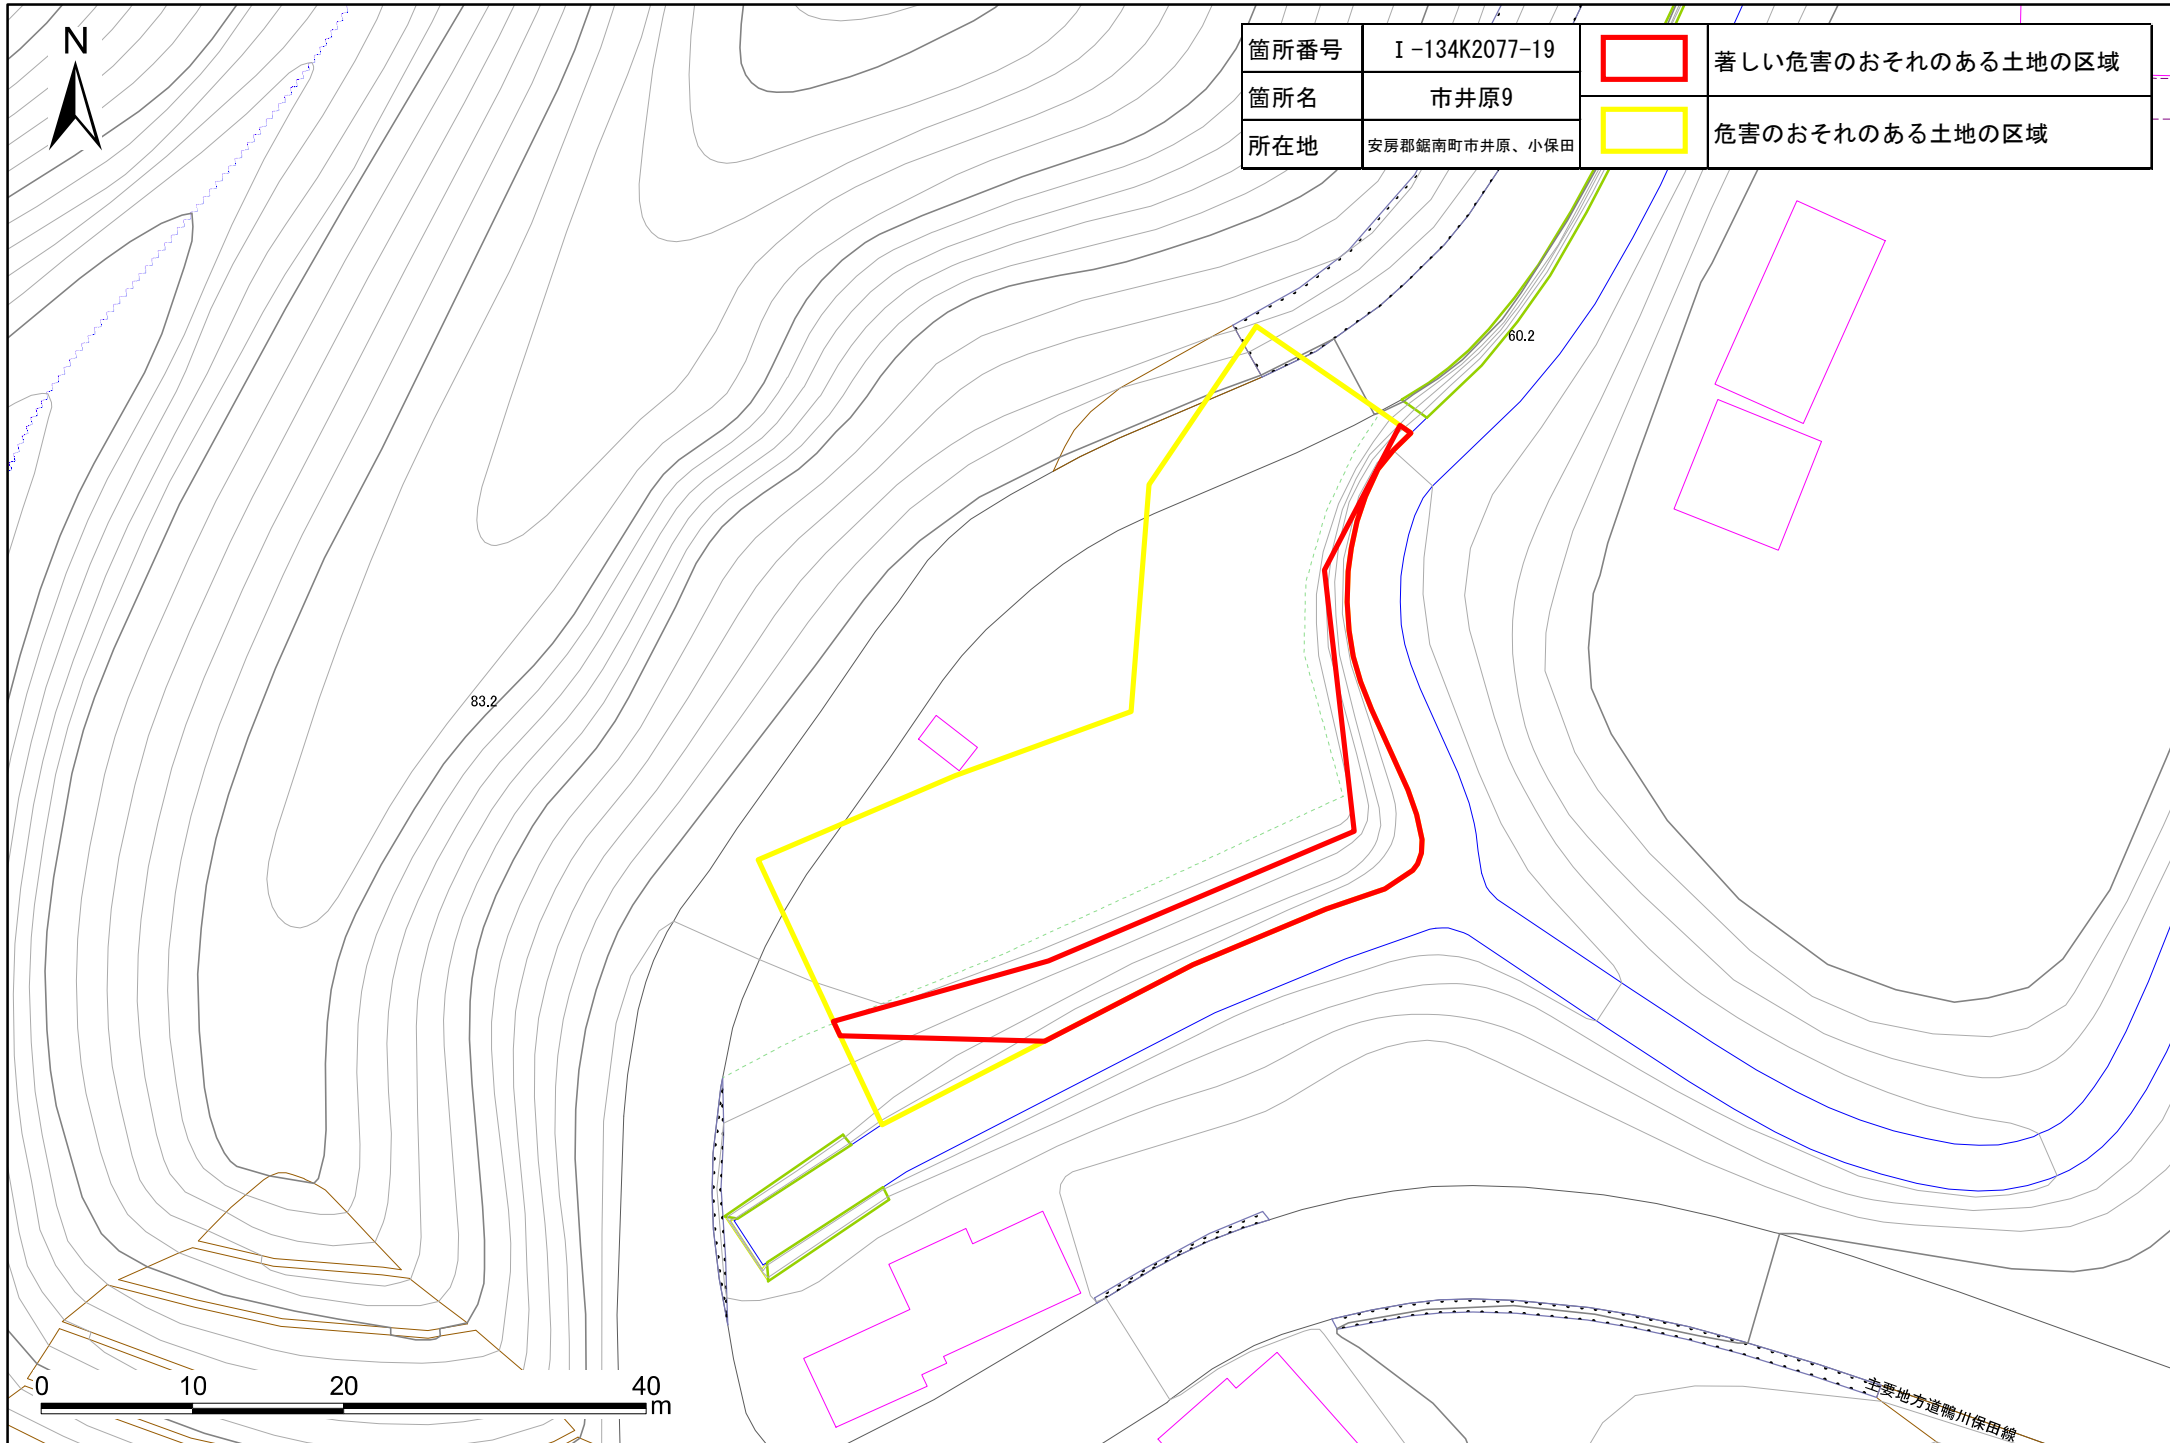 N
箇所番号 Ⅰ-134K2077-19
著しい危害のおそれのある土地の区域
箇所名 市井原9
危害のおそれのある土地の区域
所在地 安房郡鋸南町市井原、小保田
60.2
83.2
0 10 20 40
m
主要地方道鴨川保田線